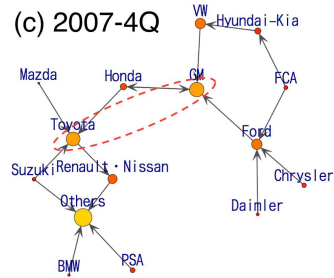 (c) 2007-4Q
VW
Hyundai-Kia
Mazda
Honda
GM
FCA
Toyota
Ford
Suzuki
Renault・Nissan
Chrysler
Others
Daimler
BMW
PSA